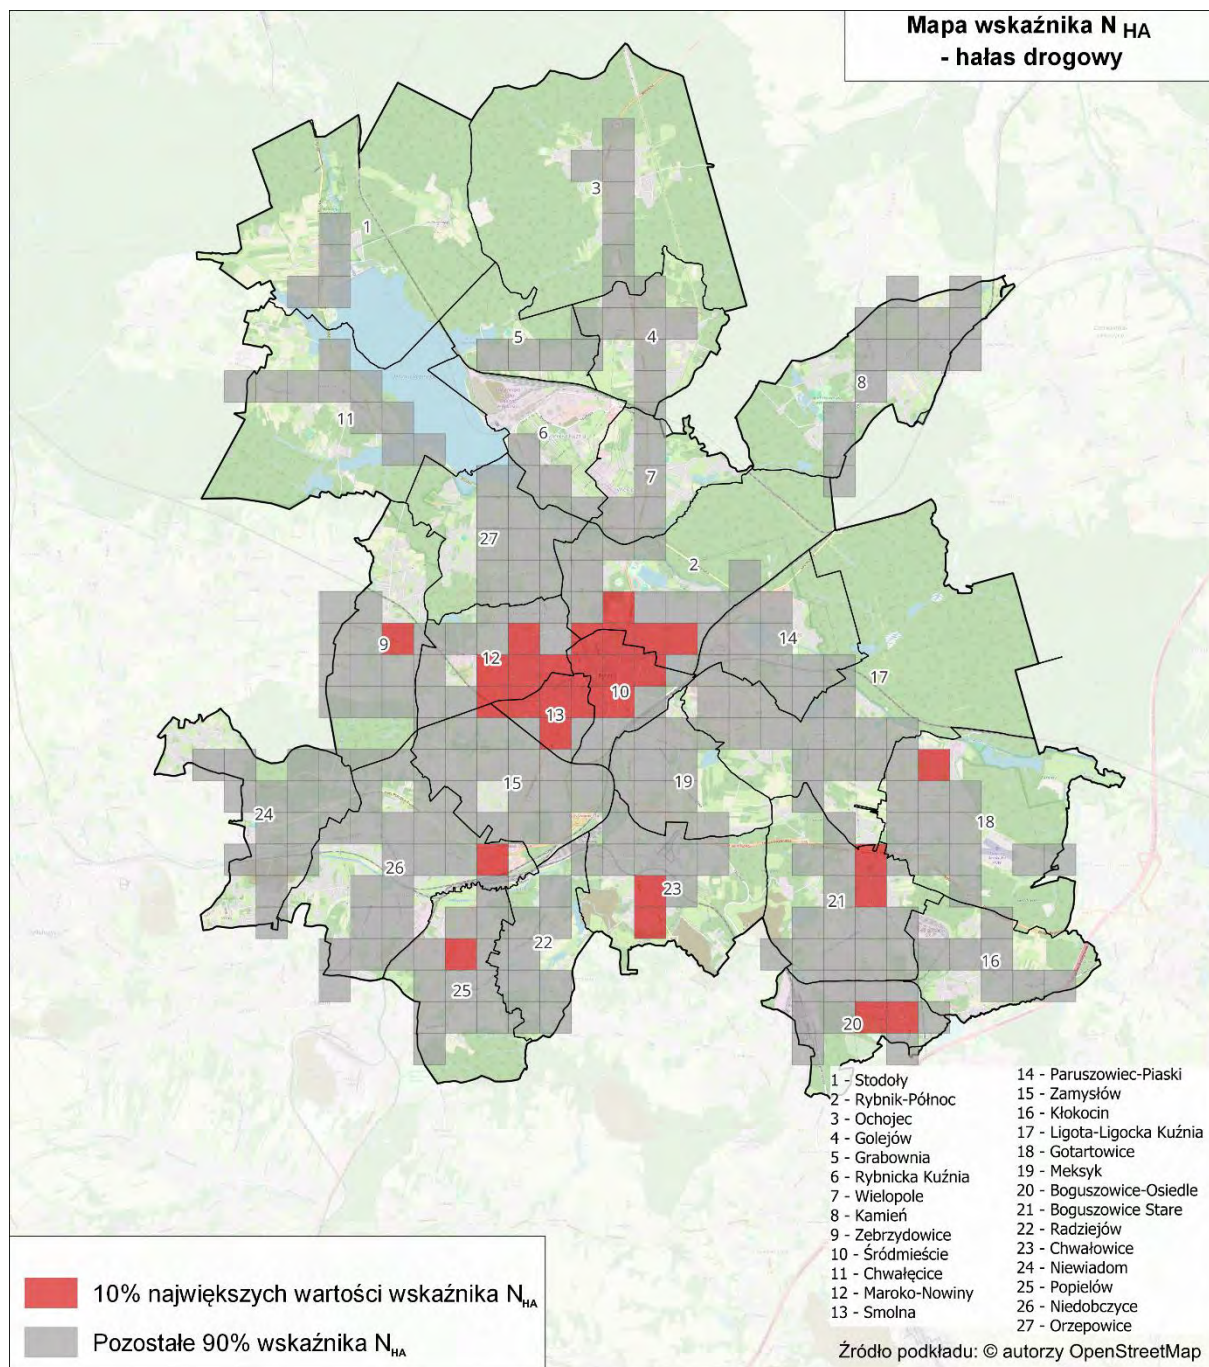 Mapa wskaźnika N HA
- hałas drogowy
3
1
5
4
8
11
6
7
27
2
9
12
14
10
17
13
15
19
24
18
26
23
21
22
16
25
20
1 - Stodoły
2 - Rybnik-Północ
3 - Ochojec
4 - Golejów
5 - Grabownia
6 - Rybnicka Kuźnia
7 - Wielopole
8 - Kamień
9 - Zebrzydowice
10 - Śródmieście
11 - Chwałęcice
12 - Maroko-Nowiny
13 - Smolna
14 - Paruszowiec-Piaski
15 - Zamysłów
16 - Kłokocin
17 - Ligota-Ligocka Kuźnia
18 - Gotartowice
19 - Meksyk
20 - Boguszowice-Osiedle
21 - Boguszowice Stare
22 - Radziejów
23 - Chwałowice
24 - Niewiadom
25 - Popielów
26 - Niedobczyce
27 - Orzepowice
10% największych wartości wskaźnika N HA
Pozostałe 90% wskaźnika N HA
Źródło podkładu: © autorzy OpenStreetMap